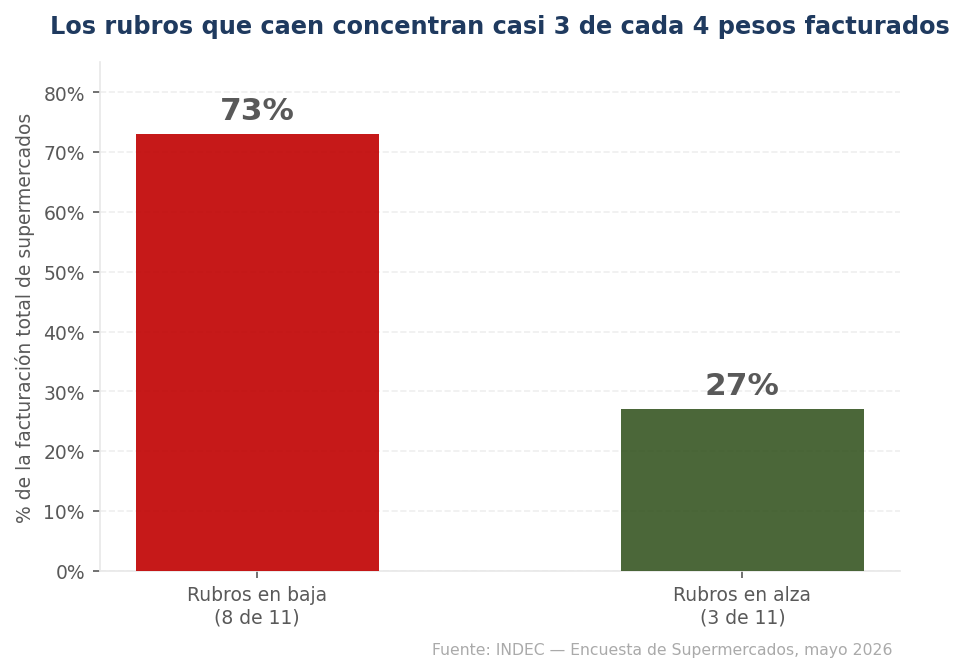 Los rubros que caen concentran casi 3 de cada 4 pesos facturados
% de la facturación total de supermercados
80%
70%
60%
50%
40%
30%
20%
10%
0%
73%
27%
Rubros en baja
(8 de 11)
Rubros en alza
(3 de 11)
Fuente: INDEC — Encuesta de Supermercados, mayo 2026